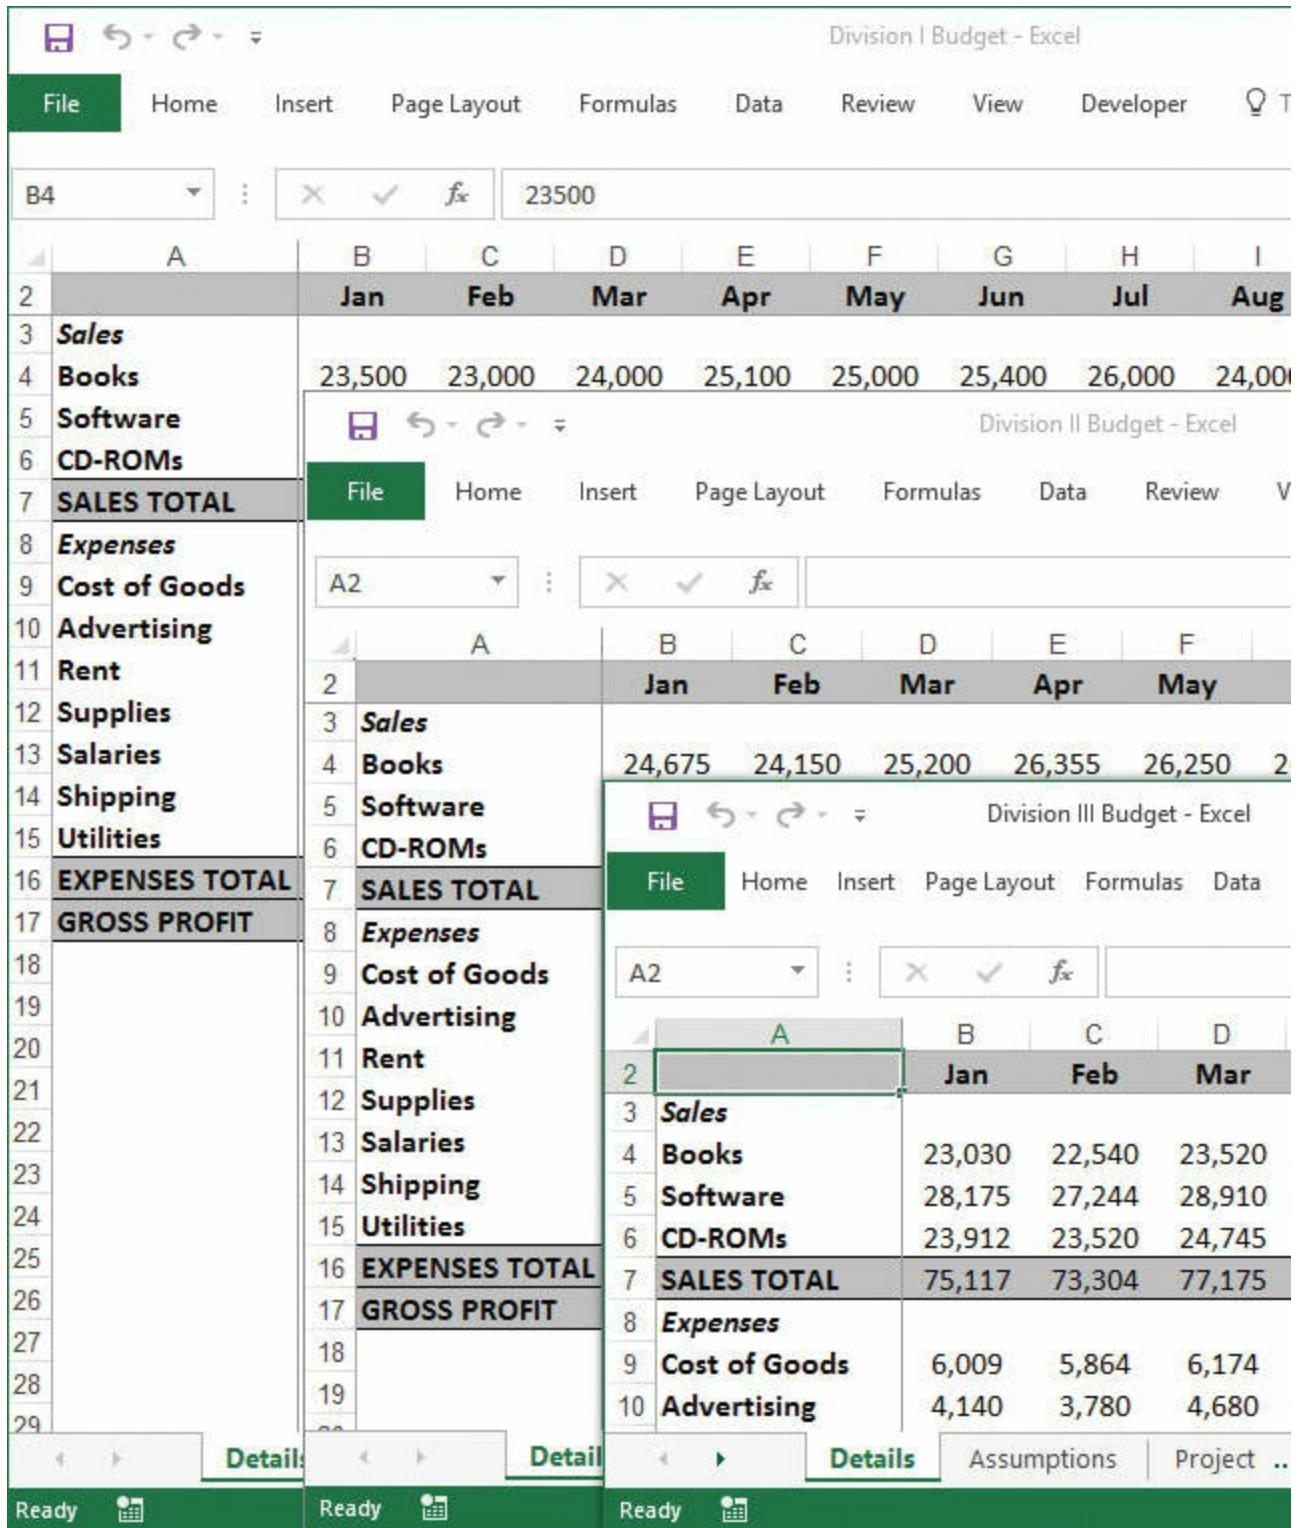 Division I Budget - Excel
File Home Insert Page Layout Formulas Data Review View Developer
B4 fx 23500
A B C D E F G H I
2 Jan Feb Mar Apr May Jun Jul Aug
3 Sales
4 Books 23,500 23,000 24,000 25,100 25,000 25,400 26,000 24,00
5 Software
6 CD-ROMs
7 SALES TOTAL
8 Expenses
9 Cost of Goods
10 Advertising
11 Rent
12 Supplies
13 Salaries
14 Shipping
15 Utilities
16 EXPENSES TOTAL
17 GROSS PROFIT
18
19
20
21
22
23
24
25
26
27
28
29
Details
Ready
Division II Budget - Excel
File Home Insert Page Layout Formulas Data Review V
A2 fx
A B C D E F
2 Jan Feb Mar Apr May
3 Sales
4 Books 24,675 24,150 25,200 26,355 26,250 2
5 Software
6 CD-ROMs
7 SALES TOTAL
8 Expenses
9 Cost of Goods
10 Advertising
11 Rent
12 Supplies
13 Salaries
14 Shipping
15 Utilities
16 EXPENSES TOTAL
17 GROSS PROFIT
18
19
Detail
Ready
Division III Budget - Excel
File Home Insert Page Layout Formulas Data
A2 fx
A B C D
2 Jan Feb Mar
3 Sales
4 Books 23,030 22,540 23,520
5 Software 28,175 27,244 28,910
6 CD-ROMs 23,912 23,520 24,745
7 SALES TOTAL 75,117 73,304 77,175
8 Expenses
9 Cost of Goods 6,009 5,864 6,174
10 Advertising 4,140 3,780 4,680
Details Assumptions Project ...
Ready